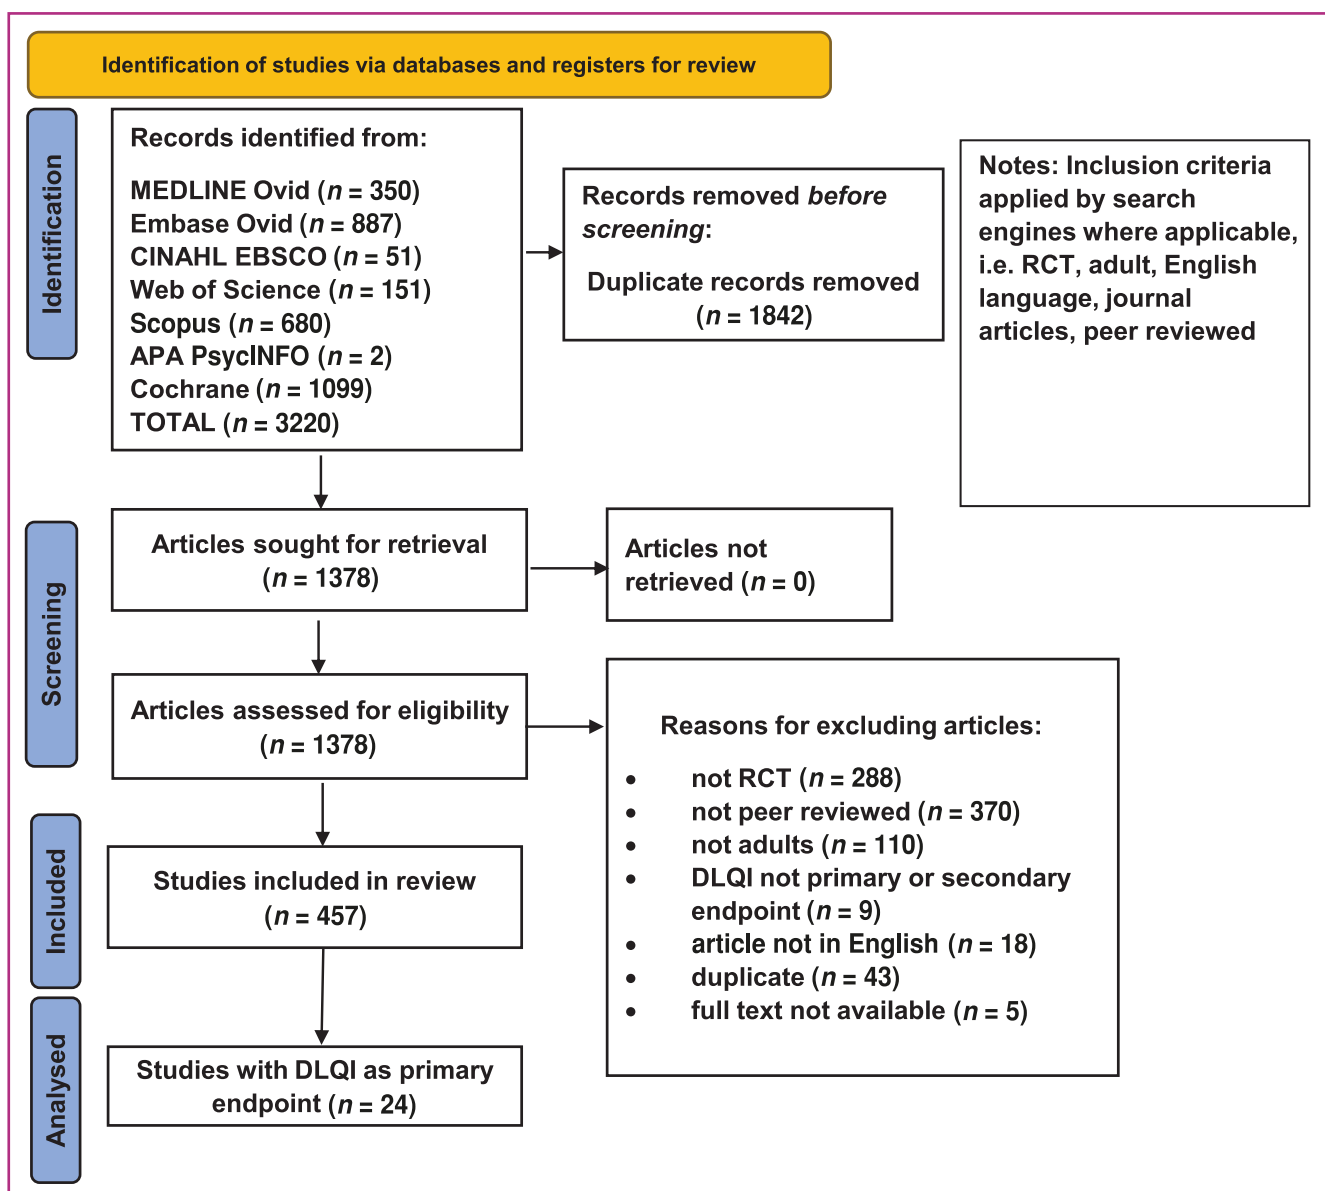 Identification of studies via databases and registers for review
Identification
Records identified from:
MEDLINE Ovid (n = 350)
Embase Ovid (n = 887)
CINAHL EBSCO (n = 51)
Web of Science (n = 151)
Scopus (n = 680)
APA PsycINFO (n = 2)
Cochrane (n = 1099)
TOTAL (n = 3220)
Records removed before
screening:
Duplicate records removed
(n = 1842)
Notes: Inclusion criteria
applied by search
engines where applicable,
i.e. RCT, adult, English
language, journal
articles, peer reviewed
Screening
Articles sought for retrieval
(n = 1378)
Articles not
retrieved (n = 0)
Articles assessed for eligibility
(n = 1378)
Reasons for excluding articles:
• not RCT (n = 288)
• not peer reviewed (n = 370)
• not adults (n = 110)
• DLQI not primary or secondary
endpoint (n = 9)
• article not in English (n = 18)
• duplicate (n = 43)
• full text not available (n = 5)
Included
Studies included in review
(n = 457)
Analysed
Studies with DLQI as primary
endpoint (n = 24)